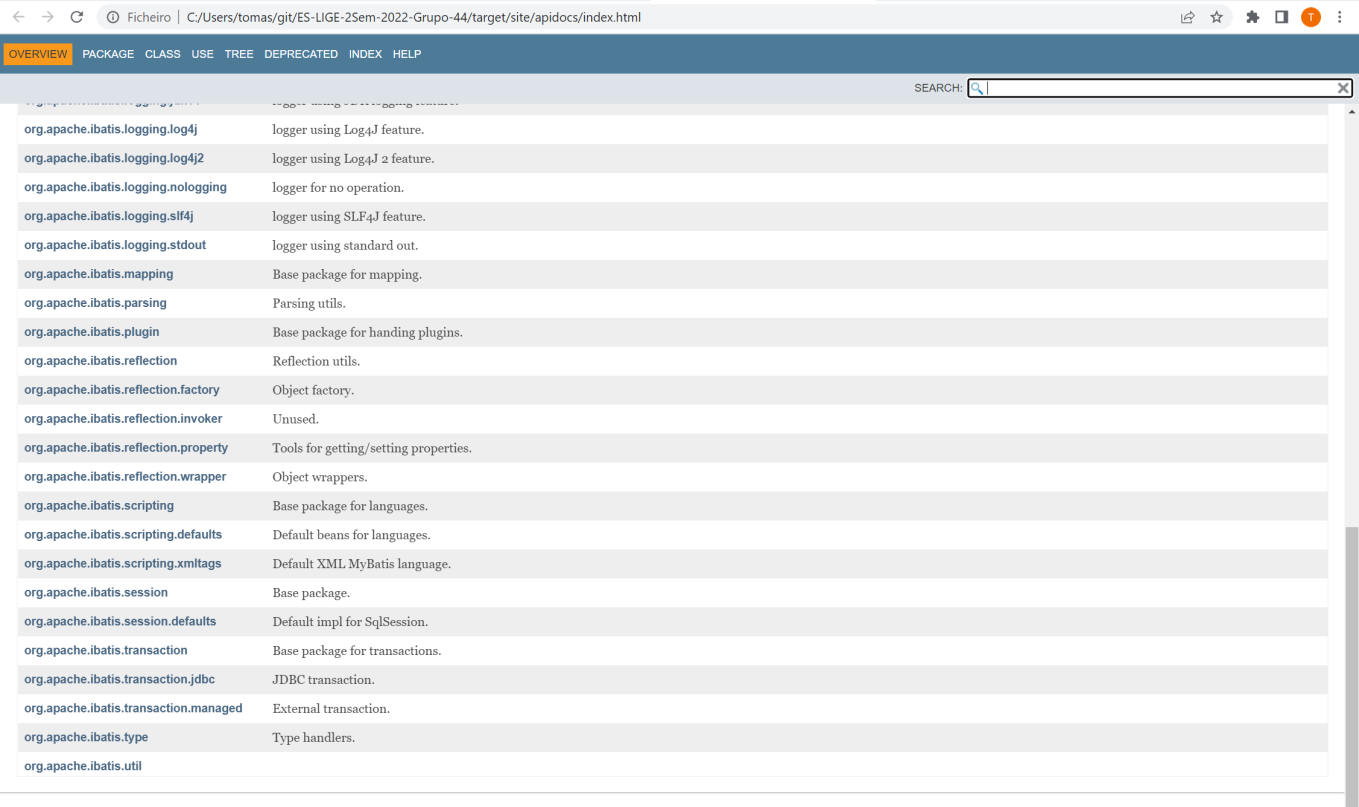 Ficheiro | C:/Users/tomas/git/ES-LIGE-2Sem-2022-Grupo-44/target/site/apidocs/index.html T
OVERVIEW PACKAGE CLASS USE TREE DEPRECATED INDEX HELP
SEARCH:
org.apache.ibatis.logging.log4j logger using Log4J feature.
org.apache.ibatis.logging.log4j2 logger using Log4J 2 feature.
org.apache.ibatis.logging.nologging logger for no operation.
org.apache.ibatis.logging.slf4j logger using SLF4J feature.
org.apache.ibatis.logging.stdout logger using standard out.
org.apache.ibatis.mapping Base package for mapping.
org.apache.ibatis.parsing Parsing utils.
org.apache.ibatis.plugin Base package for handing plugins.
org.apache.ibatis.reflection Reflection utils.
org.apache.ibatis.reflection.factory Object factory.
org.apache.ibatis.reflection.invoker Unused.
org.apache.ibatis.reflection.property Tools for getting/setting properties.
org.apache.ibatis.reflection.wrapper Object wrappers.
org.apache.ibatis.scripting Base package for languages.
org.apache.ibatis.scripting.defaults Default beans for languages.
org.apache.ibatis.scripting.xmltags Default XML MyBatis language.
org.apache.ibatis.session Base package.
org.apache.ibatis.session.defaults Default impl for SqlSession.
org.apache.ibatis.transaction Base package for transactions.
org.apache.ibatis.transaction.jdbc JDBC transaction.
org.apache.ibatis.transaction.managed External transaction.
org.apache.ibatis.type Type handlers.
org.apache.ibatis.util